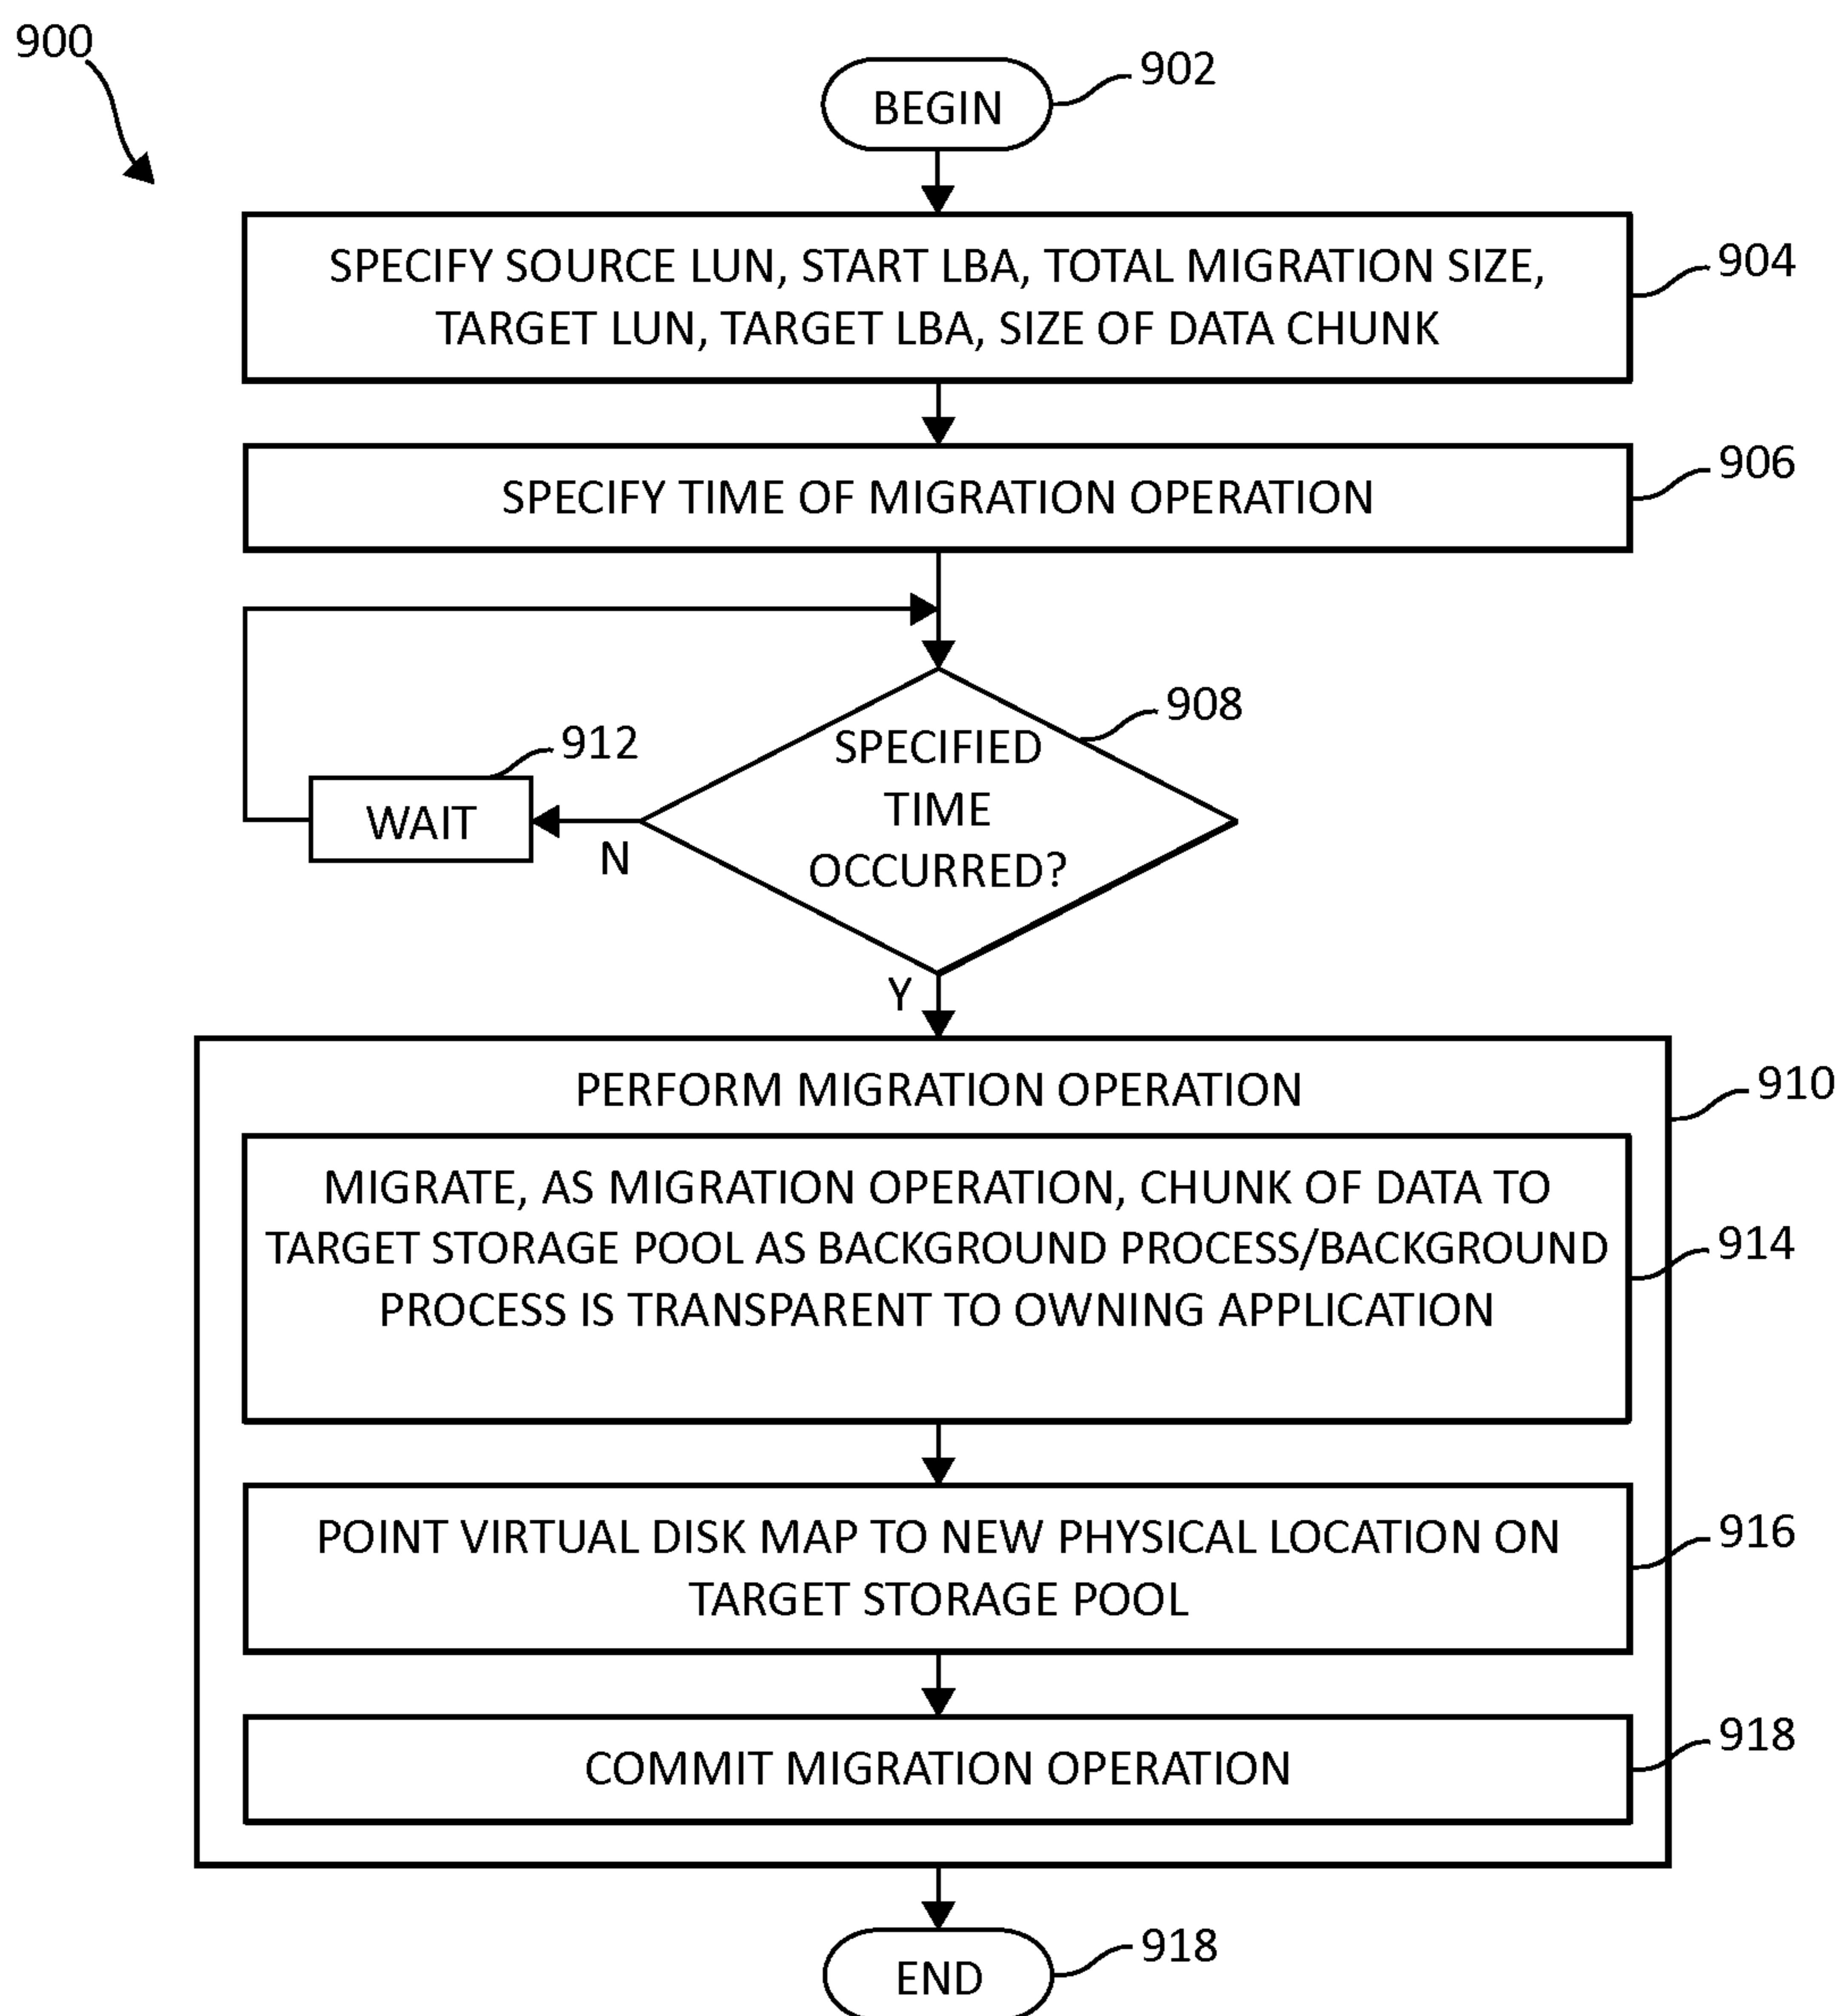 900
BEGIN
902
SPECIFY SOURCE LUN, START LBA, TOTAL MIGRATION SIZE,
TARGET LUN, TARGET LBA, SIZE OF DATA CHUNK
904
SPECIFY TIME OF MIGRATION OPERATION
906
SPECIFIED
TIME
OCCURRED?
908
912
WAIT
N
Y
PERFORM MIGRATION OPERATION
910
MIGRATE, AS MIGRATION OPERATION, CHUNK OF DATA TO
TARGET STORAGE POOL AS BACKGROUND PROCESS/BACKGROUND
PROCESS IS TRANSPARENT TO OWNING APPLICATION
914
POINT VIRTUAL DISK MAP TO NEW PHYSICAL LOCATION ON
TARGET STORAGE POOL
916
COMMIT MIGRATION OPERATION
918
END
918